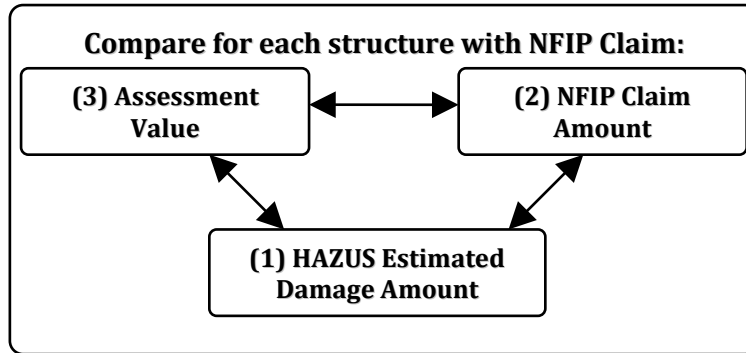 Compare for each structure with NFIP Claim:
(3) Assessment
Value
(2) NFIP Claim
Amount
(1) HAZUS Estimated
Damage Amount